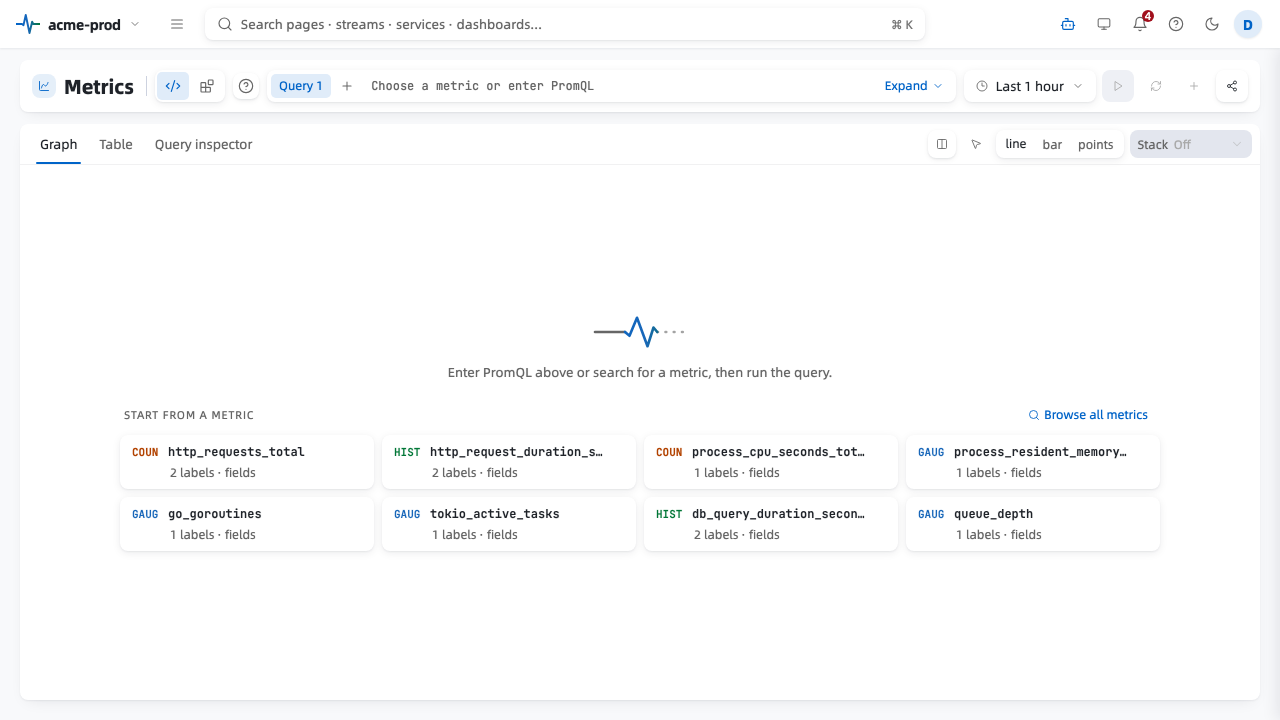 acme-prod
Search pages · streams · services · dashboards...
⌘ K
4
D
Metrics
Query 1
Choose a metric or enter PromQL
Expand
Last 1 hour
Graph
Table
Query inspector
line
bar
points
Stack Off
Enter PromQL above or search for a metric, then run the query.
START FROM A METRIC
Browse all metrics
COUN http_requests_total
2 labels · fields
HIST http_request_duration_s…
2 labels · fields
COUN process_cpu_seconds_tot…
1 labels · fields
GAUG process_resident_memory…
1 labels · fields
GAUG go_goroutines
1 labels · fields
GAUG tokio_active_tasks
1 labels · fields
HIST db_query_duration_secon…
2 labels · fields
GAUG queue_depth
1 labels · fields